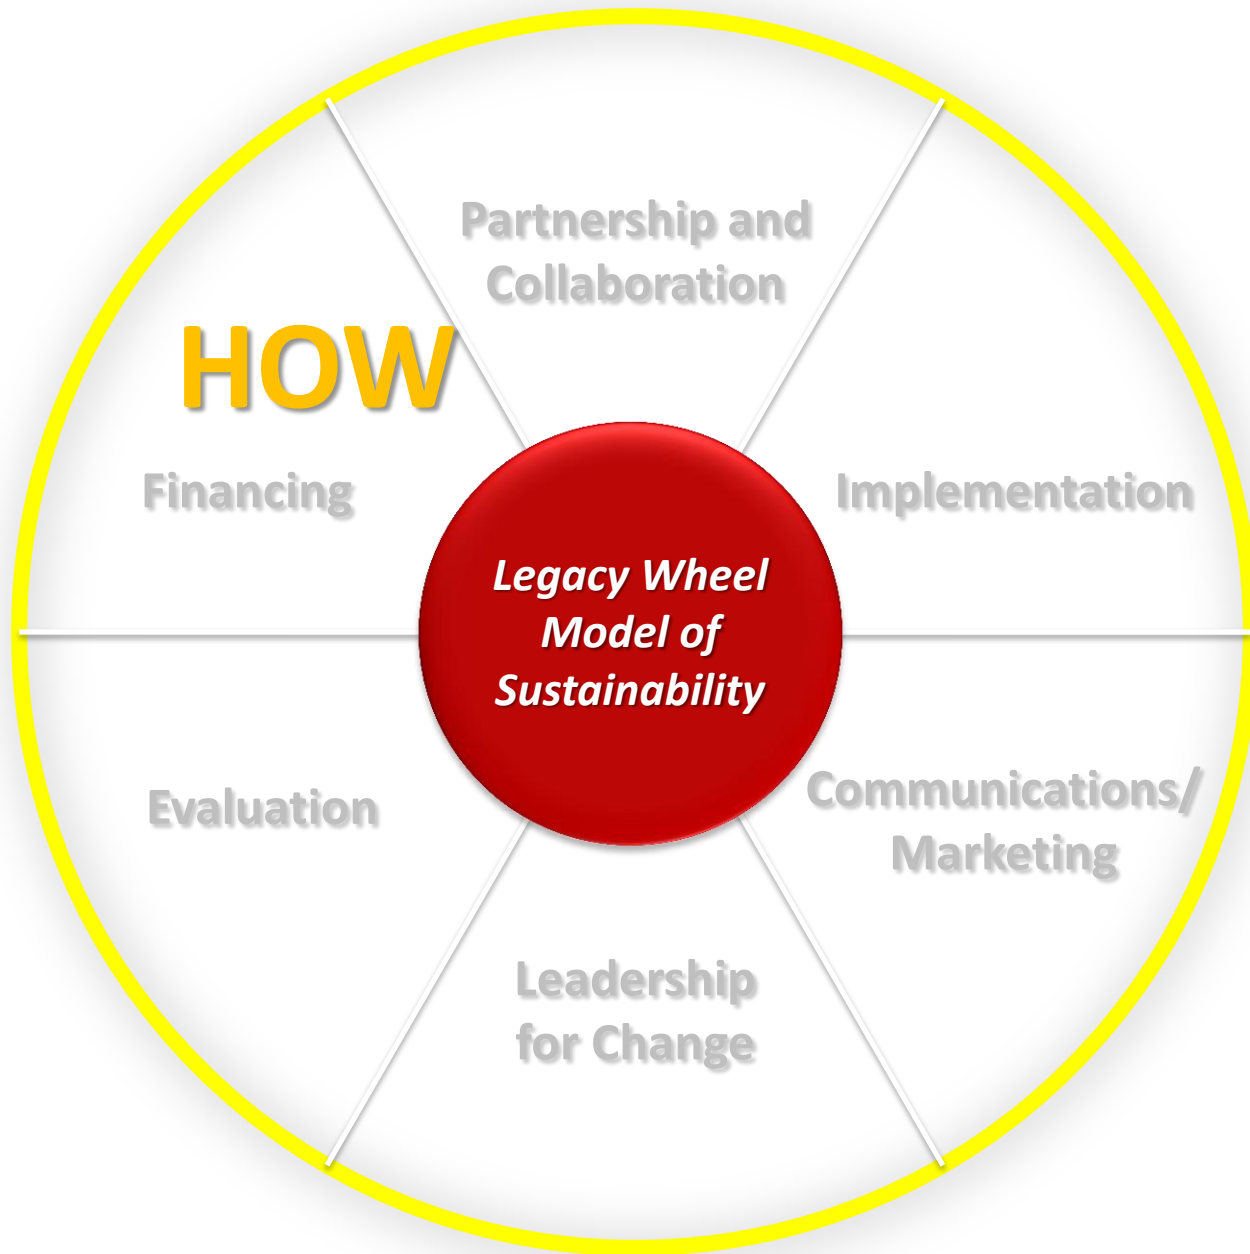 Partnership and
Collaboration
HOW
Financing
Implementation
Legacy Wheel
Model of
Sustainability
Evaluation
Communications/
Marketing
Leadership
for Change